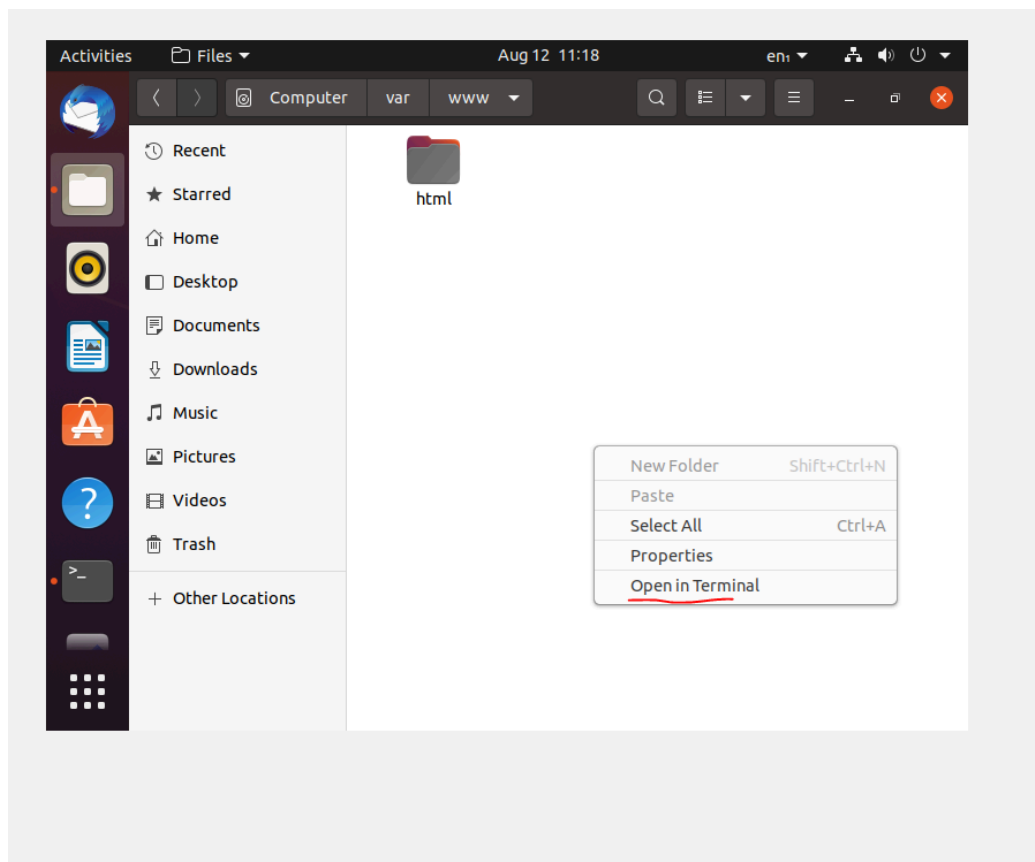 Activities Files Aug 12 11:18 en₁
Computer var www
Recent
Starred
Home
Desktop
Documents
Downloads
Music
Pictures
Videos
Trash
+ Other Locations
html
New Folder Shift+Ctrl+N
Paste
Select All Ctrl+A
Properties
Open in Terminal